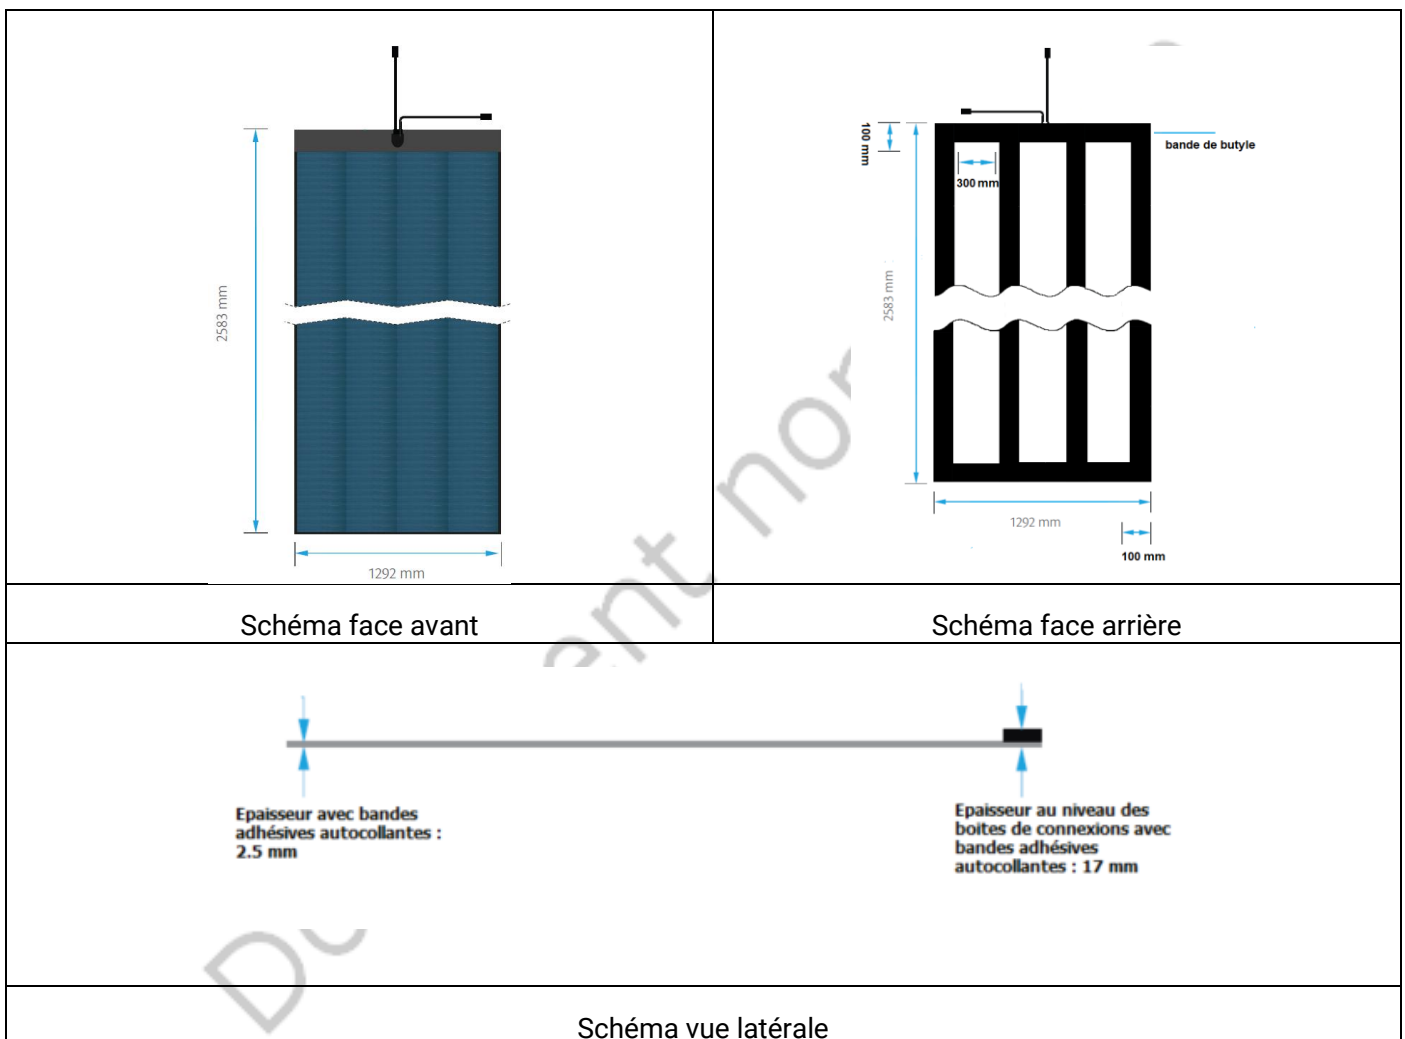 2583 mm
1292 mm
100 mm
300 mm
bande de butyle
2583 mm
1292 mm
100 mm
Schéma face avant
Schéma face arrière
Epaisseur avec bandes
adhésives autocollantes :
2.5 mm
Epaisseur au niveau des
boites de connexions avec
bandes adhésives
autocollantes : 17 mm
Schéma vue latérale